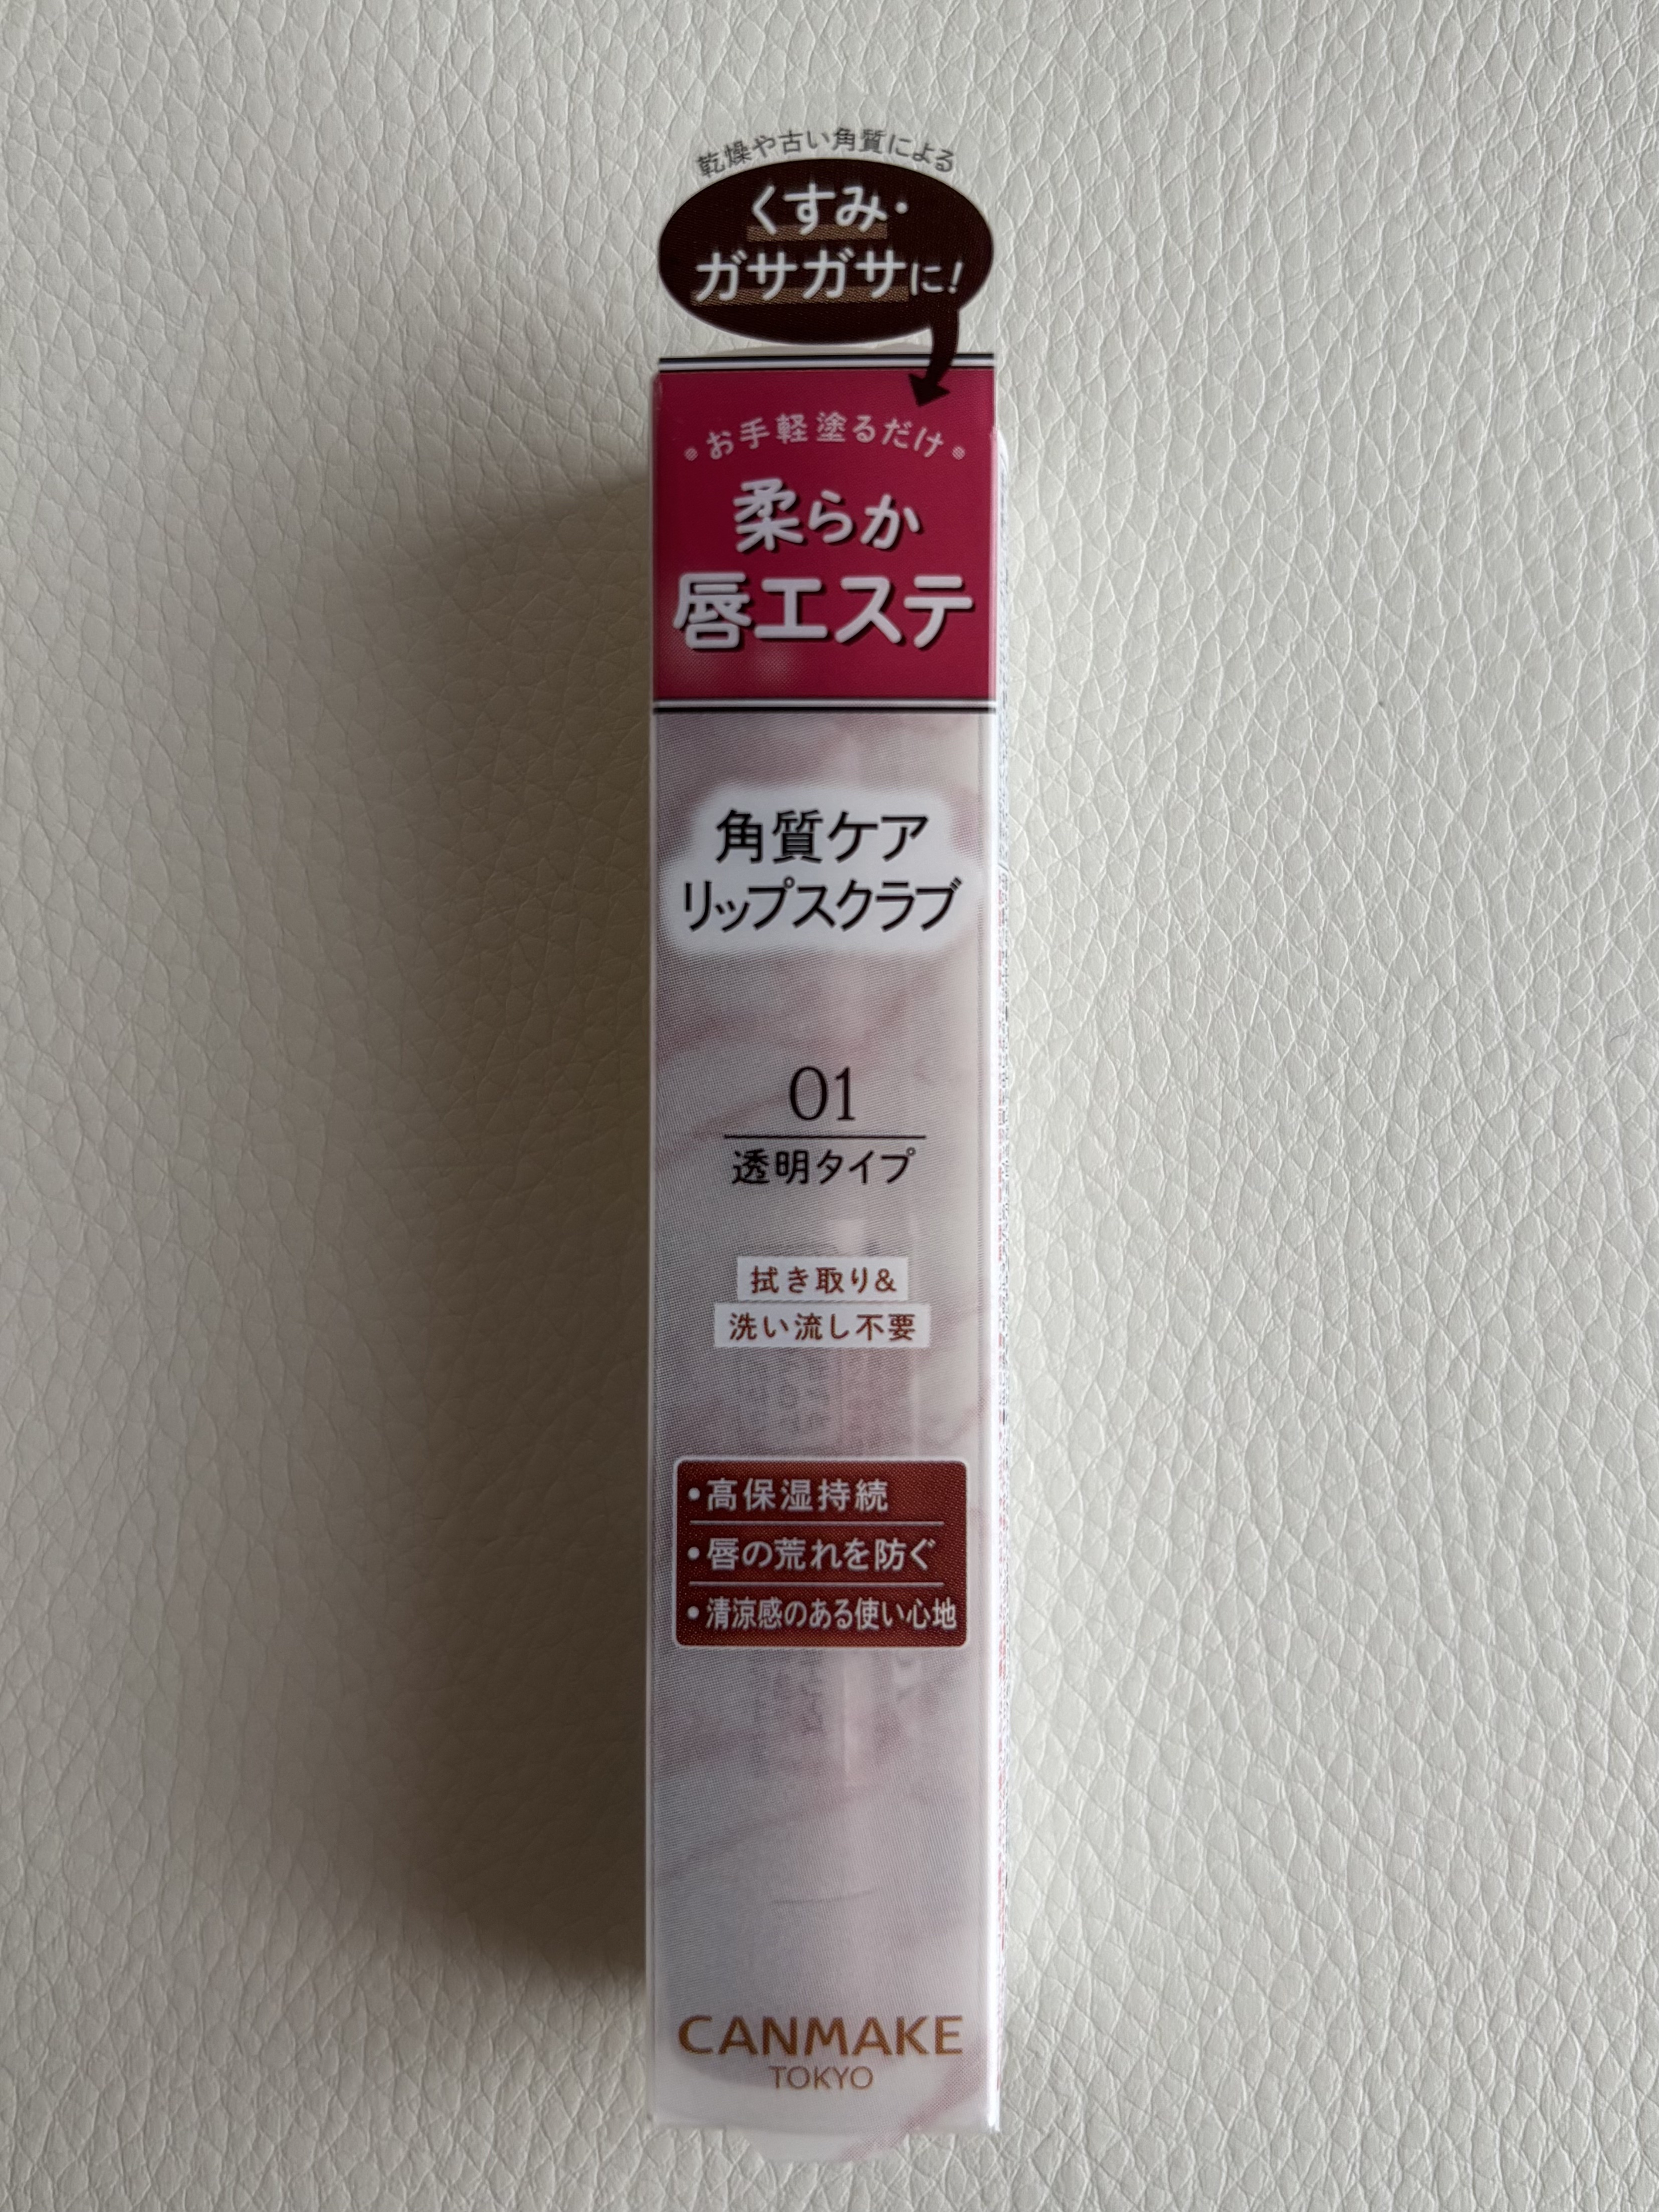 乾燥や古い角質による
くすみ・
ガサガサに!
お手軽塗るだけ
柔らか
唇エステ
角質ケア
リップスクラブ
01
透明タイプ
拭き取り&
洗い流し不要
・高保湿持続
・唇の荒れを防ぐ
・清涼感のある使い心地
CANMAKE
TOKYO